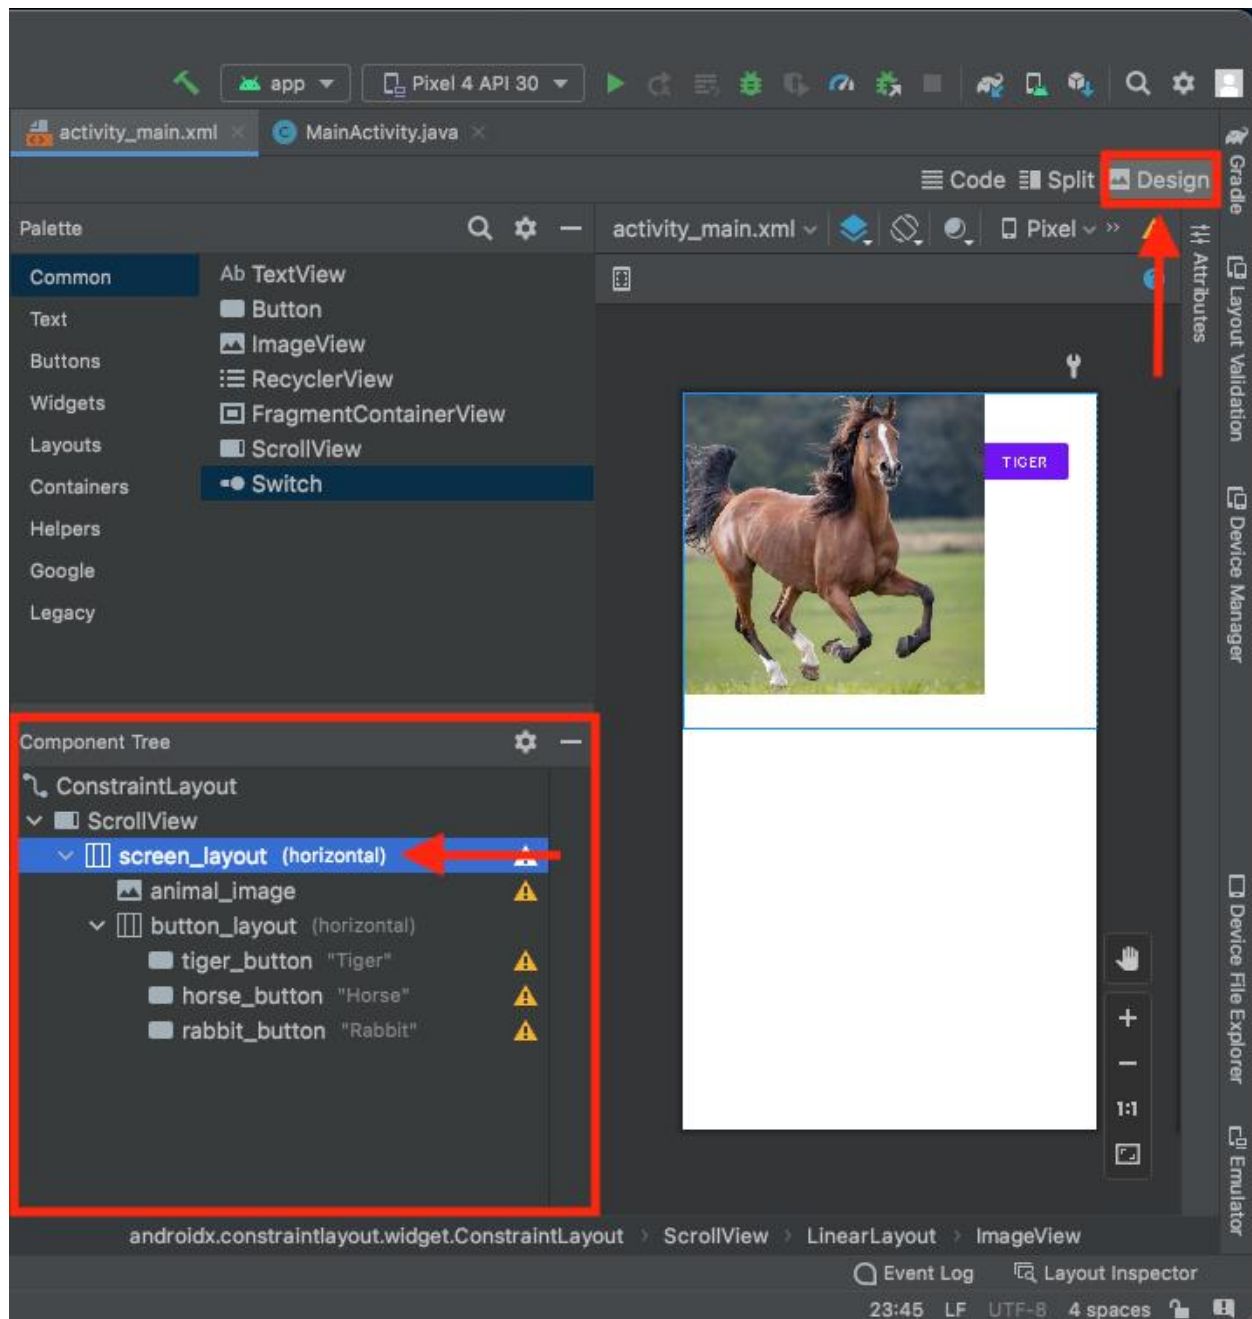 app
Pixel 4 API 30
activity_main.xml
MainActivity.java
Code
Split
Design
Palette
activity_main.xml
Pixel
Common
Text
Buttons
Widgets
Layouts
Containers
Helpers
Google
Legacy
Ab TextView
Button
ImageView
RecyclerView
FragmentContainerView
ScrollView
Switch
TIGER
Component Tree
ConstraintLayout
ScrollView
screen_layout (horizontal)
animal_image
button_layout (horizontal)
tiger_button "Tiger"
horse_button "Horse"
rabbit_button "Rabbit"
1:1
Attributes
Gradle
Layout Validation
Device Manager
Device File Explorer
Emulator
androidx.constraintlayout.widget.ConstraintLayout › ScrollView › LinearLayout › ImageView
Event Log
Layout Inspector
23:45 LF UTF-8 4 spaces